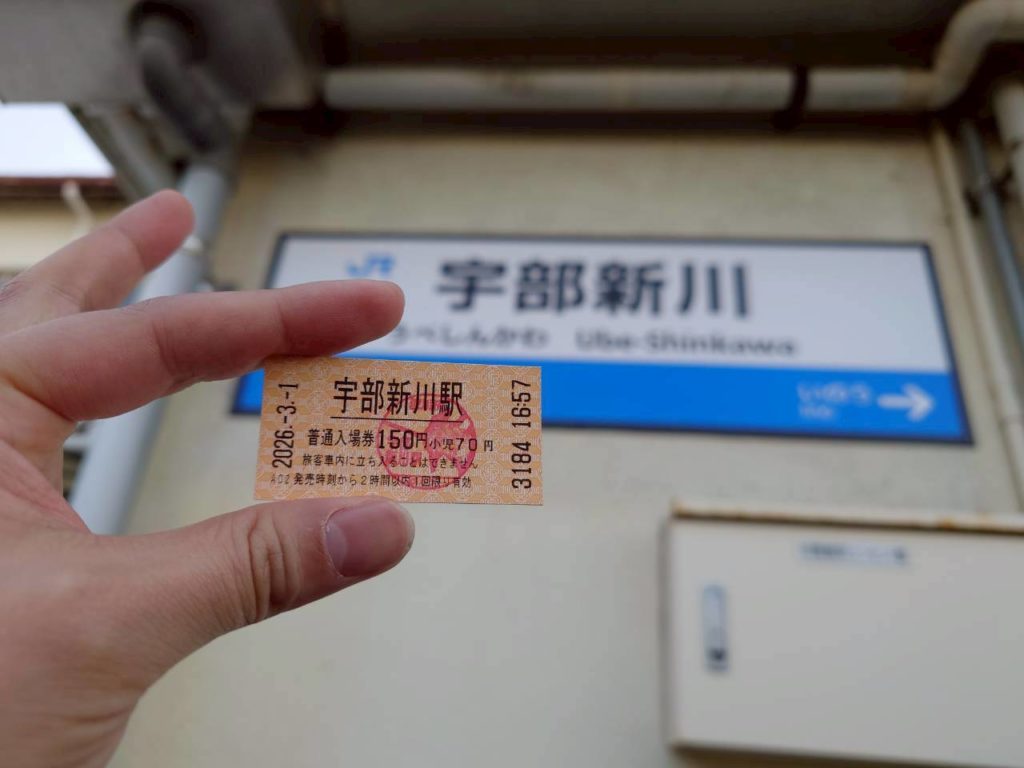 JR
宇部新川
うべしんかわ Ube-Shinkawa
2026.-3.-1
宇部新川駅
普通入場券 150円 小児70円
旅客車内に立ち入ることはできません
A02 発売時刻から2時間以内1回限り有効
3184 16:57